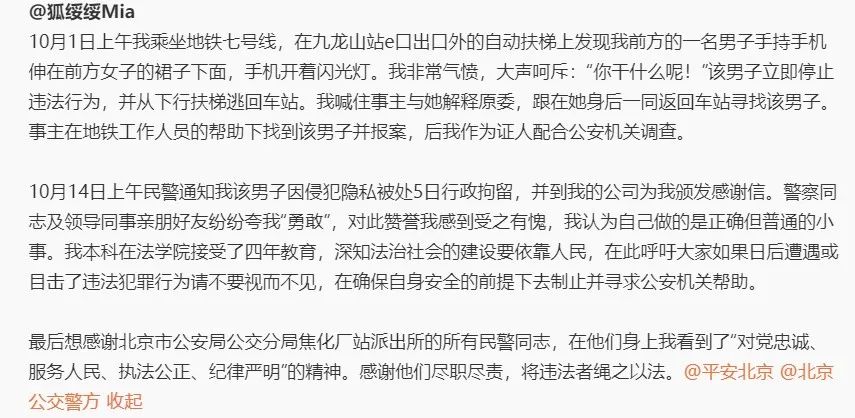 @狐绥绥Mia
10月1日上午我乘坐地铁七号线，在九龙山站e口出口外的自动扶梯上发现我前方的一名男子手持手机
伸在前方女子的裙子下面，手机开着闪光灯。我非常气愤，大声呵斥：“你干什么呢！”该男子立即停止
违法行为，并从下行扶梯逃回车站。我喊住事主与她解释原委，跟在她身后一同返回车站寻找该男子。
事主在地铁工作人员的帮助下找到该男子并报案，后我作为证人配合公安机关调查。
10月14日上午民警通知我该男子因侵犯隐私被处5日行政拘留，并到我的公司为我颁发感谢信。警察同
志及领导同事亲朋好友纷纷夸我“勇敢”，对此赞誉我感到受之有愧，我认为自己做的是正确但普通的小
事。我本科在法学院接受了四年教育，深知法治社会的建设要依靠人民，在此呼吁大家如果日后遭遇或
目击了违法犯罪行为请不要视而不见，在确保自身安全的前提下去制止并寻求公安机关帮助。
最后想感谢北京市公安局公交分局焦化厂站派出所的所有民警同志，在他们身上我看到了“对党忠诚、
服务人民、执法公正、纪律严明”的精神。感谢他们尽职尽责，将违法者绳之以法。@平安北京 @北京
公交警方 收起